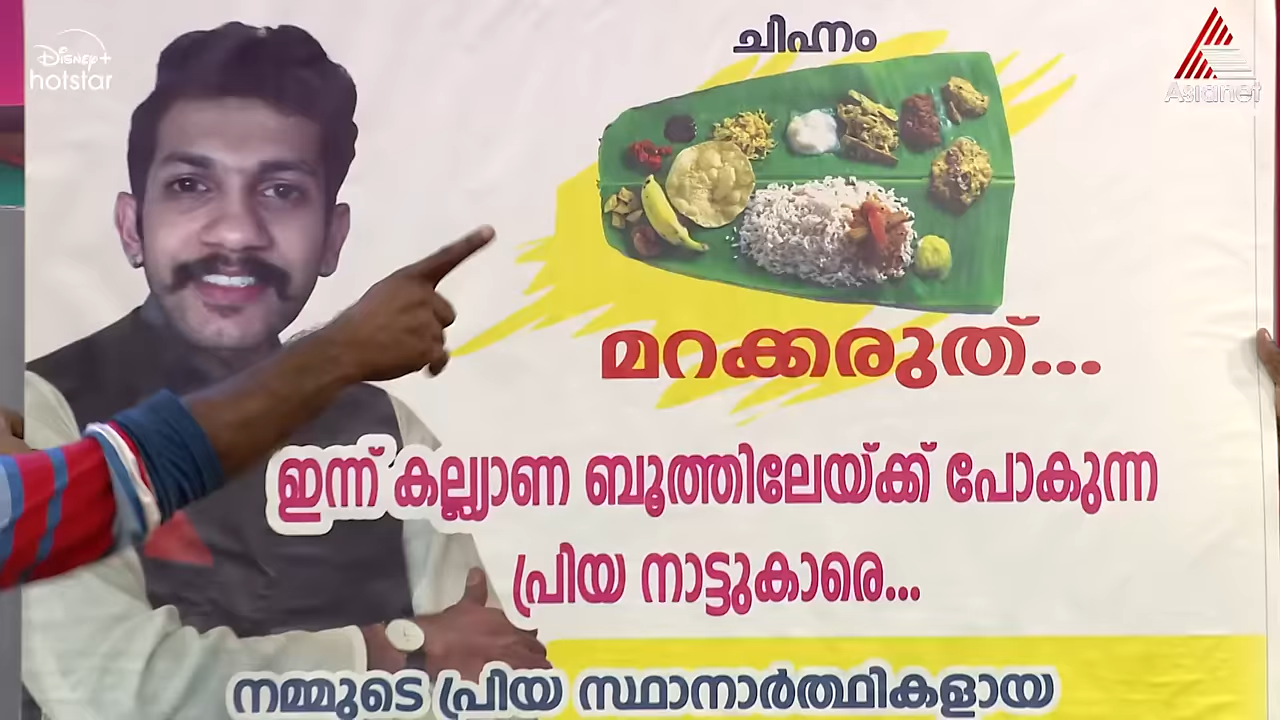 Disney+
hotstar
Asianet
ചിഹ്നം
മറക്കരുത്...
ഇന്ന് കല്ല്യാണ ബൂത്തിലേയ്ക്ക് പോകുന്ന
പ്രിയ നാട്ടുകാരെ...
നമ്മുടെ പ്രിയ സ്ഥാനാർത്ഥികളായ